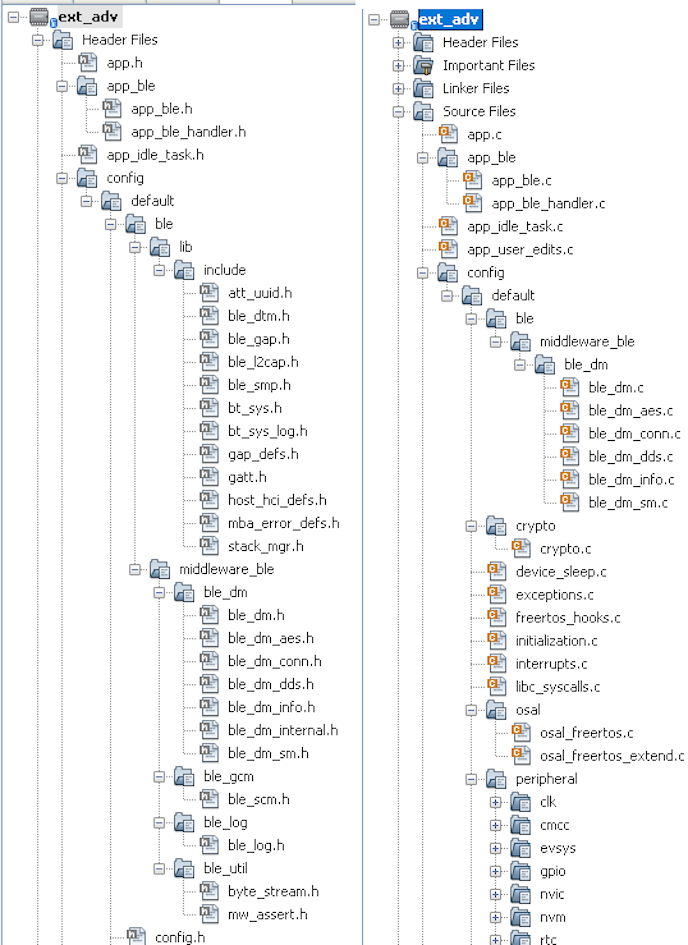 ext_adv
Header Files
app.h
app_ble
app_ble.h
app_ble_handler.h
app_idle_task.h
config
default
ble
lib
include
att_uuid.h
ble_dtm.h
ble_gap.h
ble_l2cap.h
ble_smp.h
bt_sys.h
bt_sys_log.h
gap_defs.h
gatt.h
host_hci_defs.h
mba_error_defs.h
stack_mgr.h
middleware_ble
ble_dm
ble_dm.h
ble_dm_aes.h
ble_dm_conn.h
ble_dm_dds.h
ble_dm_info.h
ble_dm_internal.h
ble_dm_sm.h
ble_gcm
ble_scm.h
ble_log
ble_log.h
ble_util
byte_stream.h
mw_assert.h
config.h
ext_adv
Header Files
Important Files
Linker Files
Source Files
app.c
app_ble
app_ble.c
app_ble_handler.c
app_idle_task.c
app_user_edits.c
config
default
ble
middleware_ble
ble_dm
ble_dm.c
ble_dm_aes.c
ble_dm_conn.c
ble_dm_dds.c
ble_dm_info.c
ble_dm_sm.c
crypto
crypto.c
device_sleep.c
exceptions.c
freertos_hooks.c
initialization.c
interrupts.c
libc_syscalls.c
osal
osal_freertos.c
osal_freertos_extend.c
peripheral
clk
cmcc
evsys
gpio
nvic
nvm
rtc